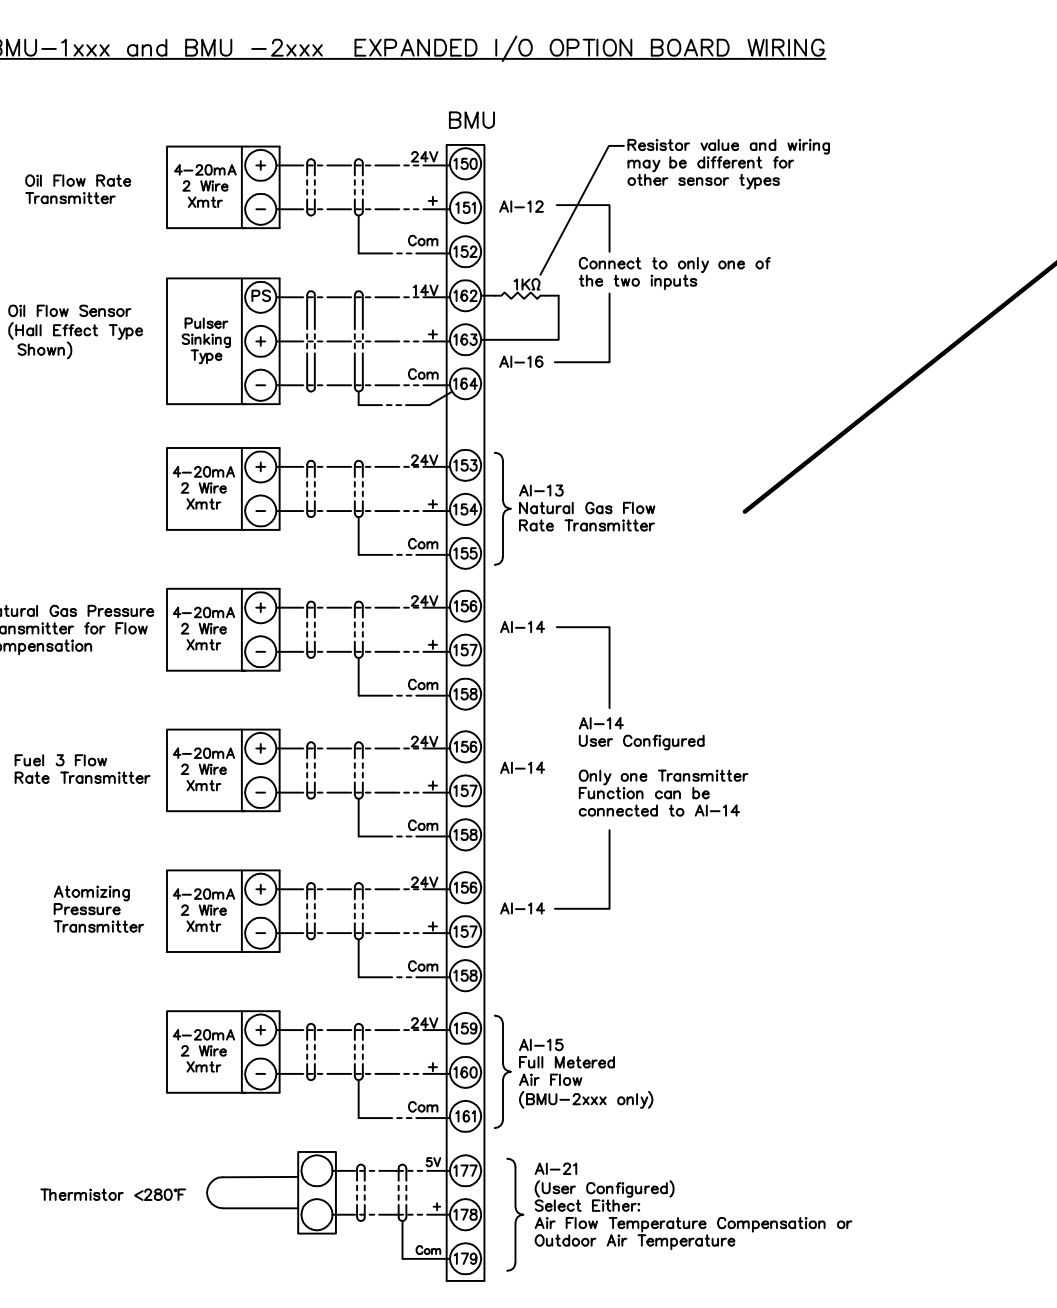 BMU-1xxx and BMU -2xxx EXPANDED I/O OPTION BOARD WIRING
BMU
Oil Flow Rate
Transmitter
4-20mA
2 Wire
Xmtr
+
-
24V
+
Com
150
151
152
AI-12
Resistor value and wiring
may be different for
other sensor types
Connect to only one of
the two inputs
Oil Flow Sensor
(Hall Effect Type
Shown)
Pulser
Sinking
Type
PS
+
-
14V
+
Com
162
163
164
1KΩ
AI-16
4-20mA
2 Wire
Xmtr
+
-
24V
+
Com
153
154
155
AI-13
Natural Gas Flow
Rate Transmitter
atural Gas Pressure
ansmitter for Flow
ompensation
4-20mA
2 Wire
Xmtr
+
-
24V
+
Com
156
157
158
AI-14
AI-14
User Configured
Only one Transmitter
Function can be
connected to AI-14
Fuel 3 Flow
Rate Transmitter
4-20mA
2 Wire
Xmtr
+
-
24V
+
Com
156
157
158
AI-14
Atomizing
Pressure
Transmitter
4-20mA
2 Wire
Xmtr
+
-
24V
+
Com
156
157
158
AI-14
4-20mA
2 Wire
Xmtr
+
-
24V
+
Com
159
160
161
AI-15
Full Metered
Air Flow
(BMU-2xxx only)
Thermistor <280°F
5V
+
Com
177
178
179
AI-21
(User Configured)
Select Either:
Air Flow Temperature Compensation or
Outdoor Air Temperature